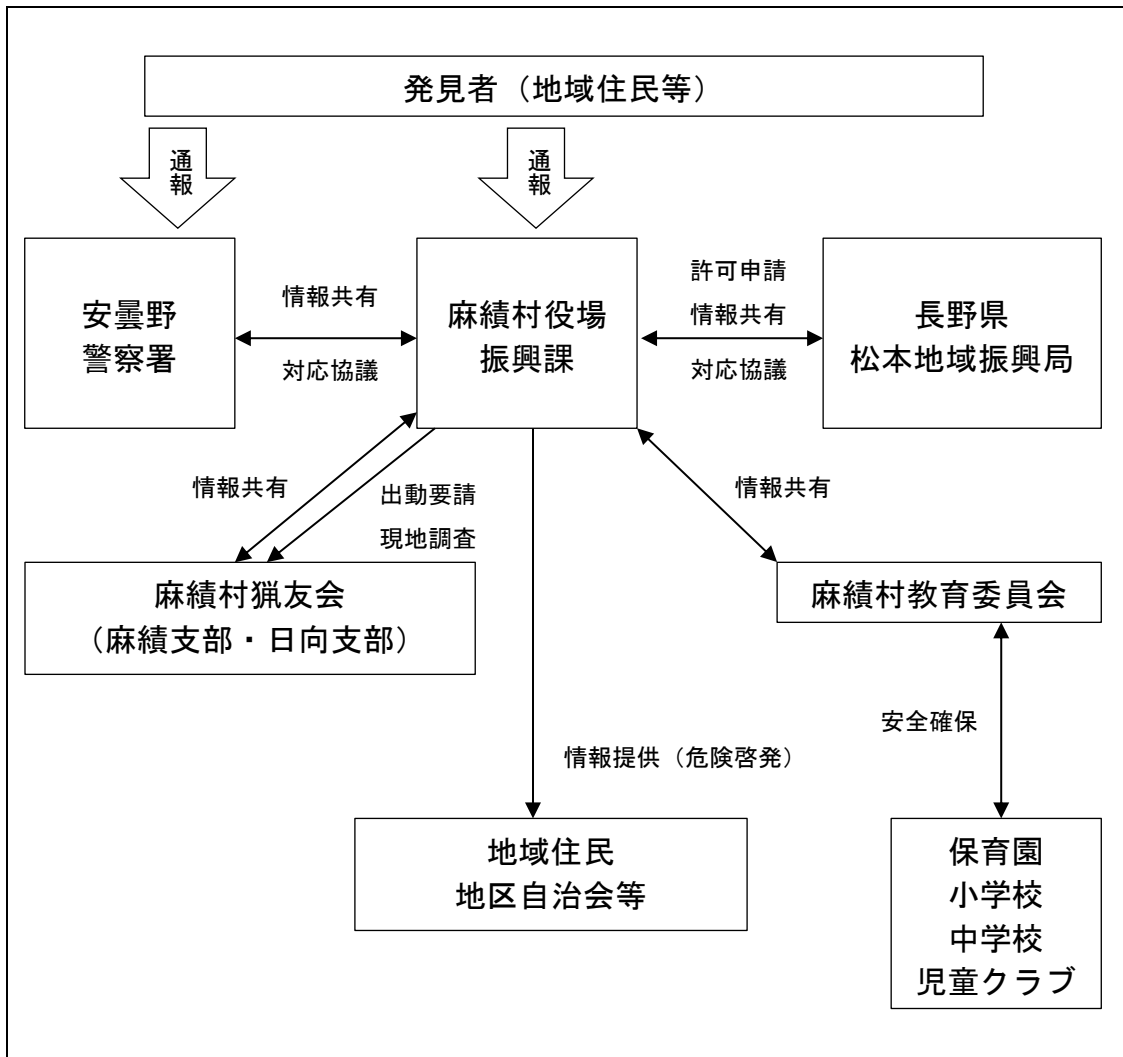 発見者（地域住民等）
通報
通報
安曇野
警察署
情報共有
対応協議
麻績村役場
振興課
許可申請
情報共有
対応協議
長野県
松本地域振興局
情報共有
出動要請
現地調査
情報共有
麻績村猟友会
（麻績支部・日向支部）
麻績村教育委員会
安全確保
情報提供（危険啓発）
地域住民
地区自治会等
保育園
小学校
中学校
児童クラブ